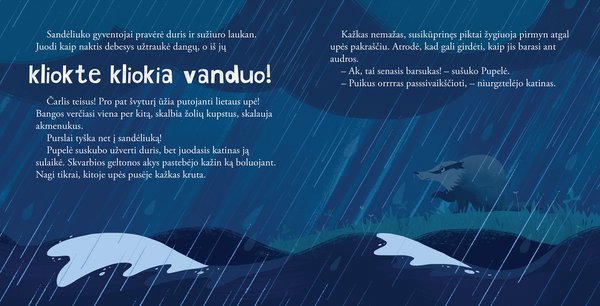 Sandėliuko gyventojai pravėrė duris ir sužiuro laukan.
Juodi kaip naktis debesys užtraukė dangų, o iš jų
kliokte kliokia vanduo!
Čarlis teisus! Pro pat švyturį ūžia putojanti lietaus upė!
Bangos verčiasi viena per kitą, skalbia žolių kupstus, skalauja
akmenukus.
Purslai tyška net į sandėliuką!
Pupelė suskubo užverti duris, bet juodasis katinas ją
sulaikė. Skvarbios geltonos akys pastebėjo kažin ką boluojant.
Nagi tikrai, kitoje upės pusėje kažkas kruta.
Kažkas nemažas, susikūprinęs piktai žygiuoja pirmyn atgal
upės pakraščiu. Atrodė, kad gali girdėti, kaip jis barasi ant
audros.
– Ak, tai senasis barsukas! – sušuko Pupelė.
– Puikus orrrras passsivaikščioti, – niurgztelėjo katinas.